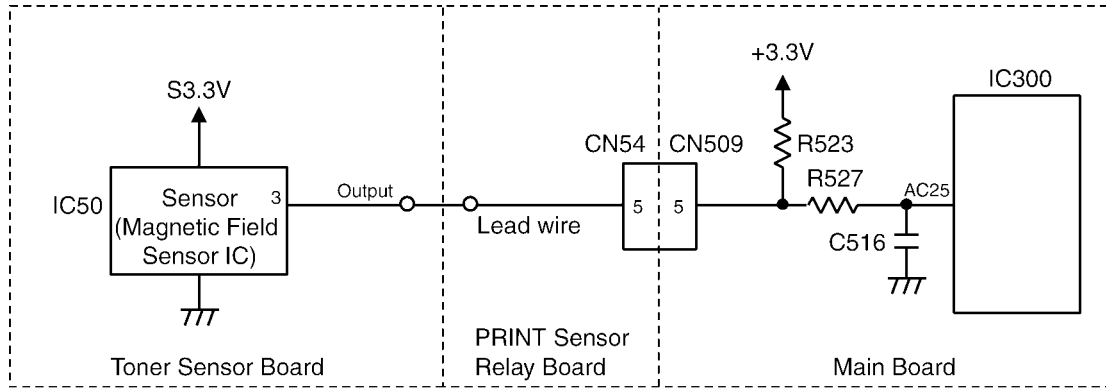 +3.3V
S3.3V
IC300
R523
CN54
CN509
R527
AC25
IC50
Sensor
(Magnetic Field
Sensor IC)
3
Output
Lead wire
5
5
C516
PRINT Sensor
Relay Board
Toner Sensor Board
Main Board